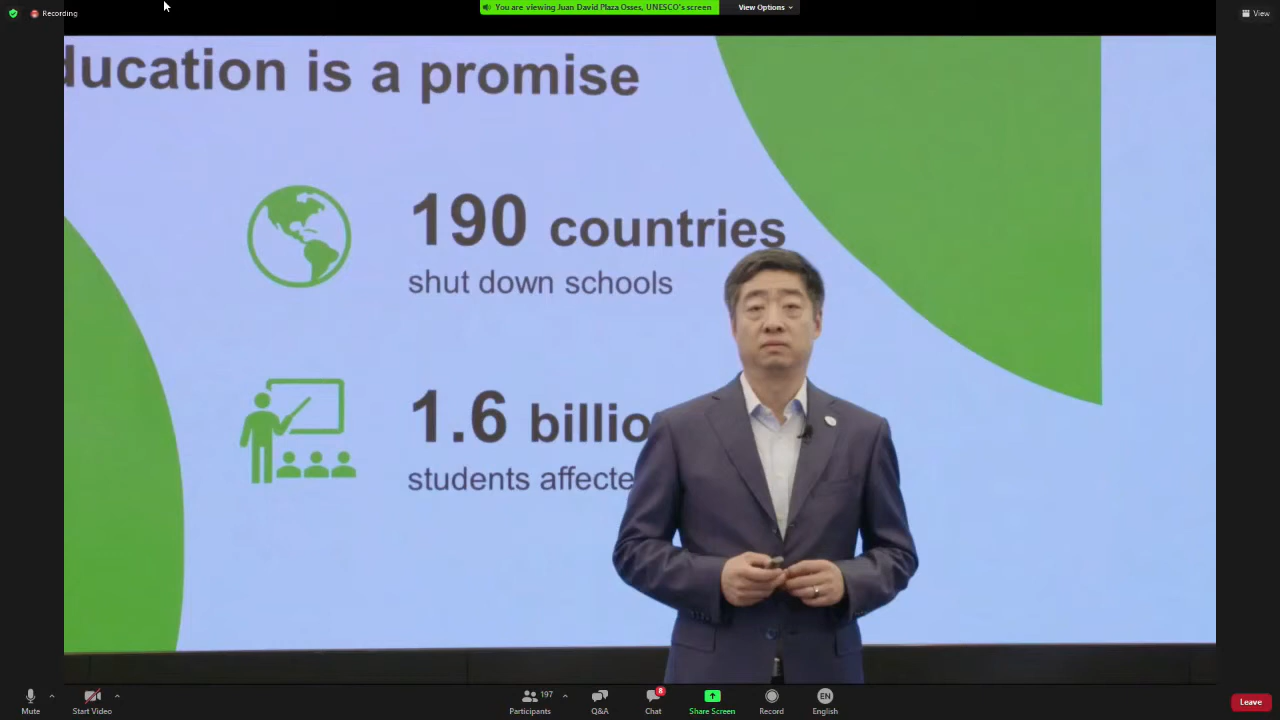 Recording
You are viewing Juan David Plaza Osses, UNESCO's screen
View Options
View
ducation is a promise
190 countries
shut down schools
1.6 billio
students affecte
Mute
Start Video
197
Participants
Q&A
8
Chat
Share Screen
Record
EN
English
Leave